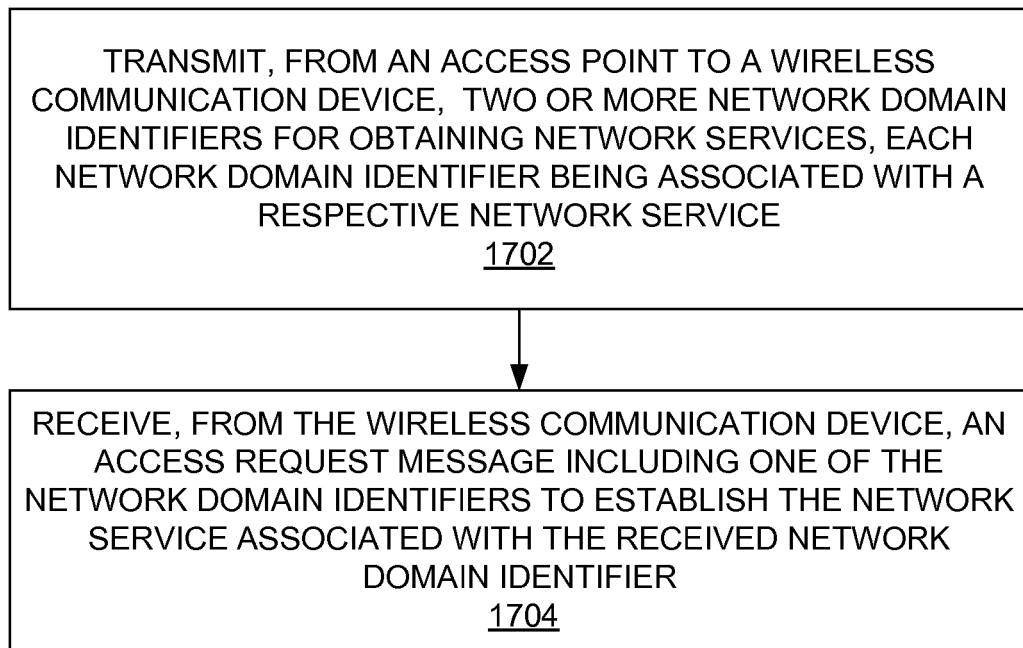 TRANSMIT, FROM AN ACCESS POINT TO A WIRELESS
COMMUNICATION DEVICE, TWO OR MORE NETWORK DOMAIN
IDENTIFIERS FOR OBTAINING NETWORK SERVICES, EACH
NETWORK DOMAIN IDENTIFIER BEING ASSOCIATED WITH A
RESPECTIVE NETWORK SERVICE
1702
RECEIVE, FROM THE WIRELESS COMMUNICATION DEVICE, AN
ACCESS REQUEST MESSAGE INCLUDING ONE OF THE
NETWORK DOMAIN IDENTIFIERS TO ESTABLISH THE NETWORK
SERVICE ASSOCIATED WITH THE RECEIVED NETWORK
DOMAIN IDENTIFIER
1704